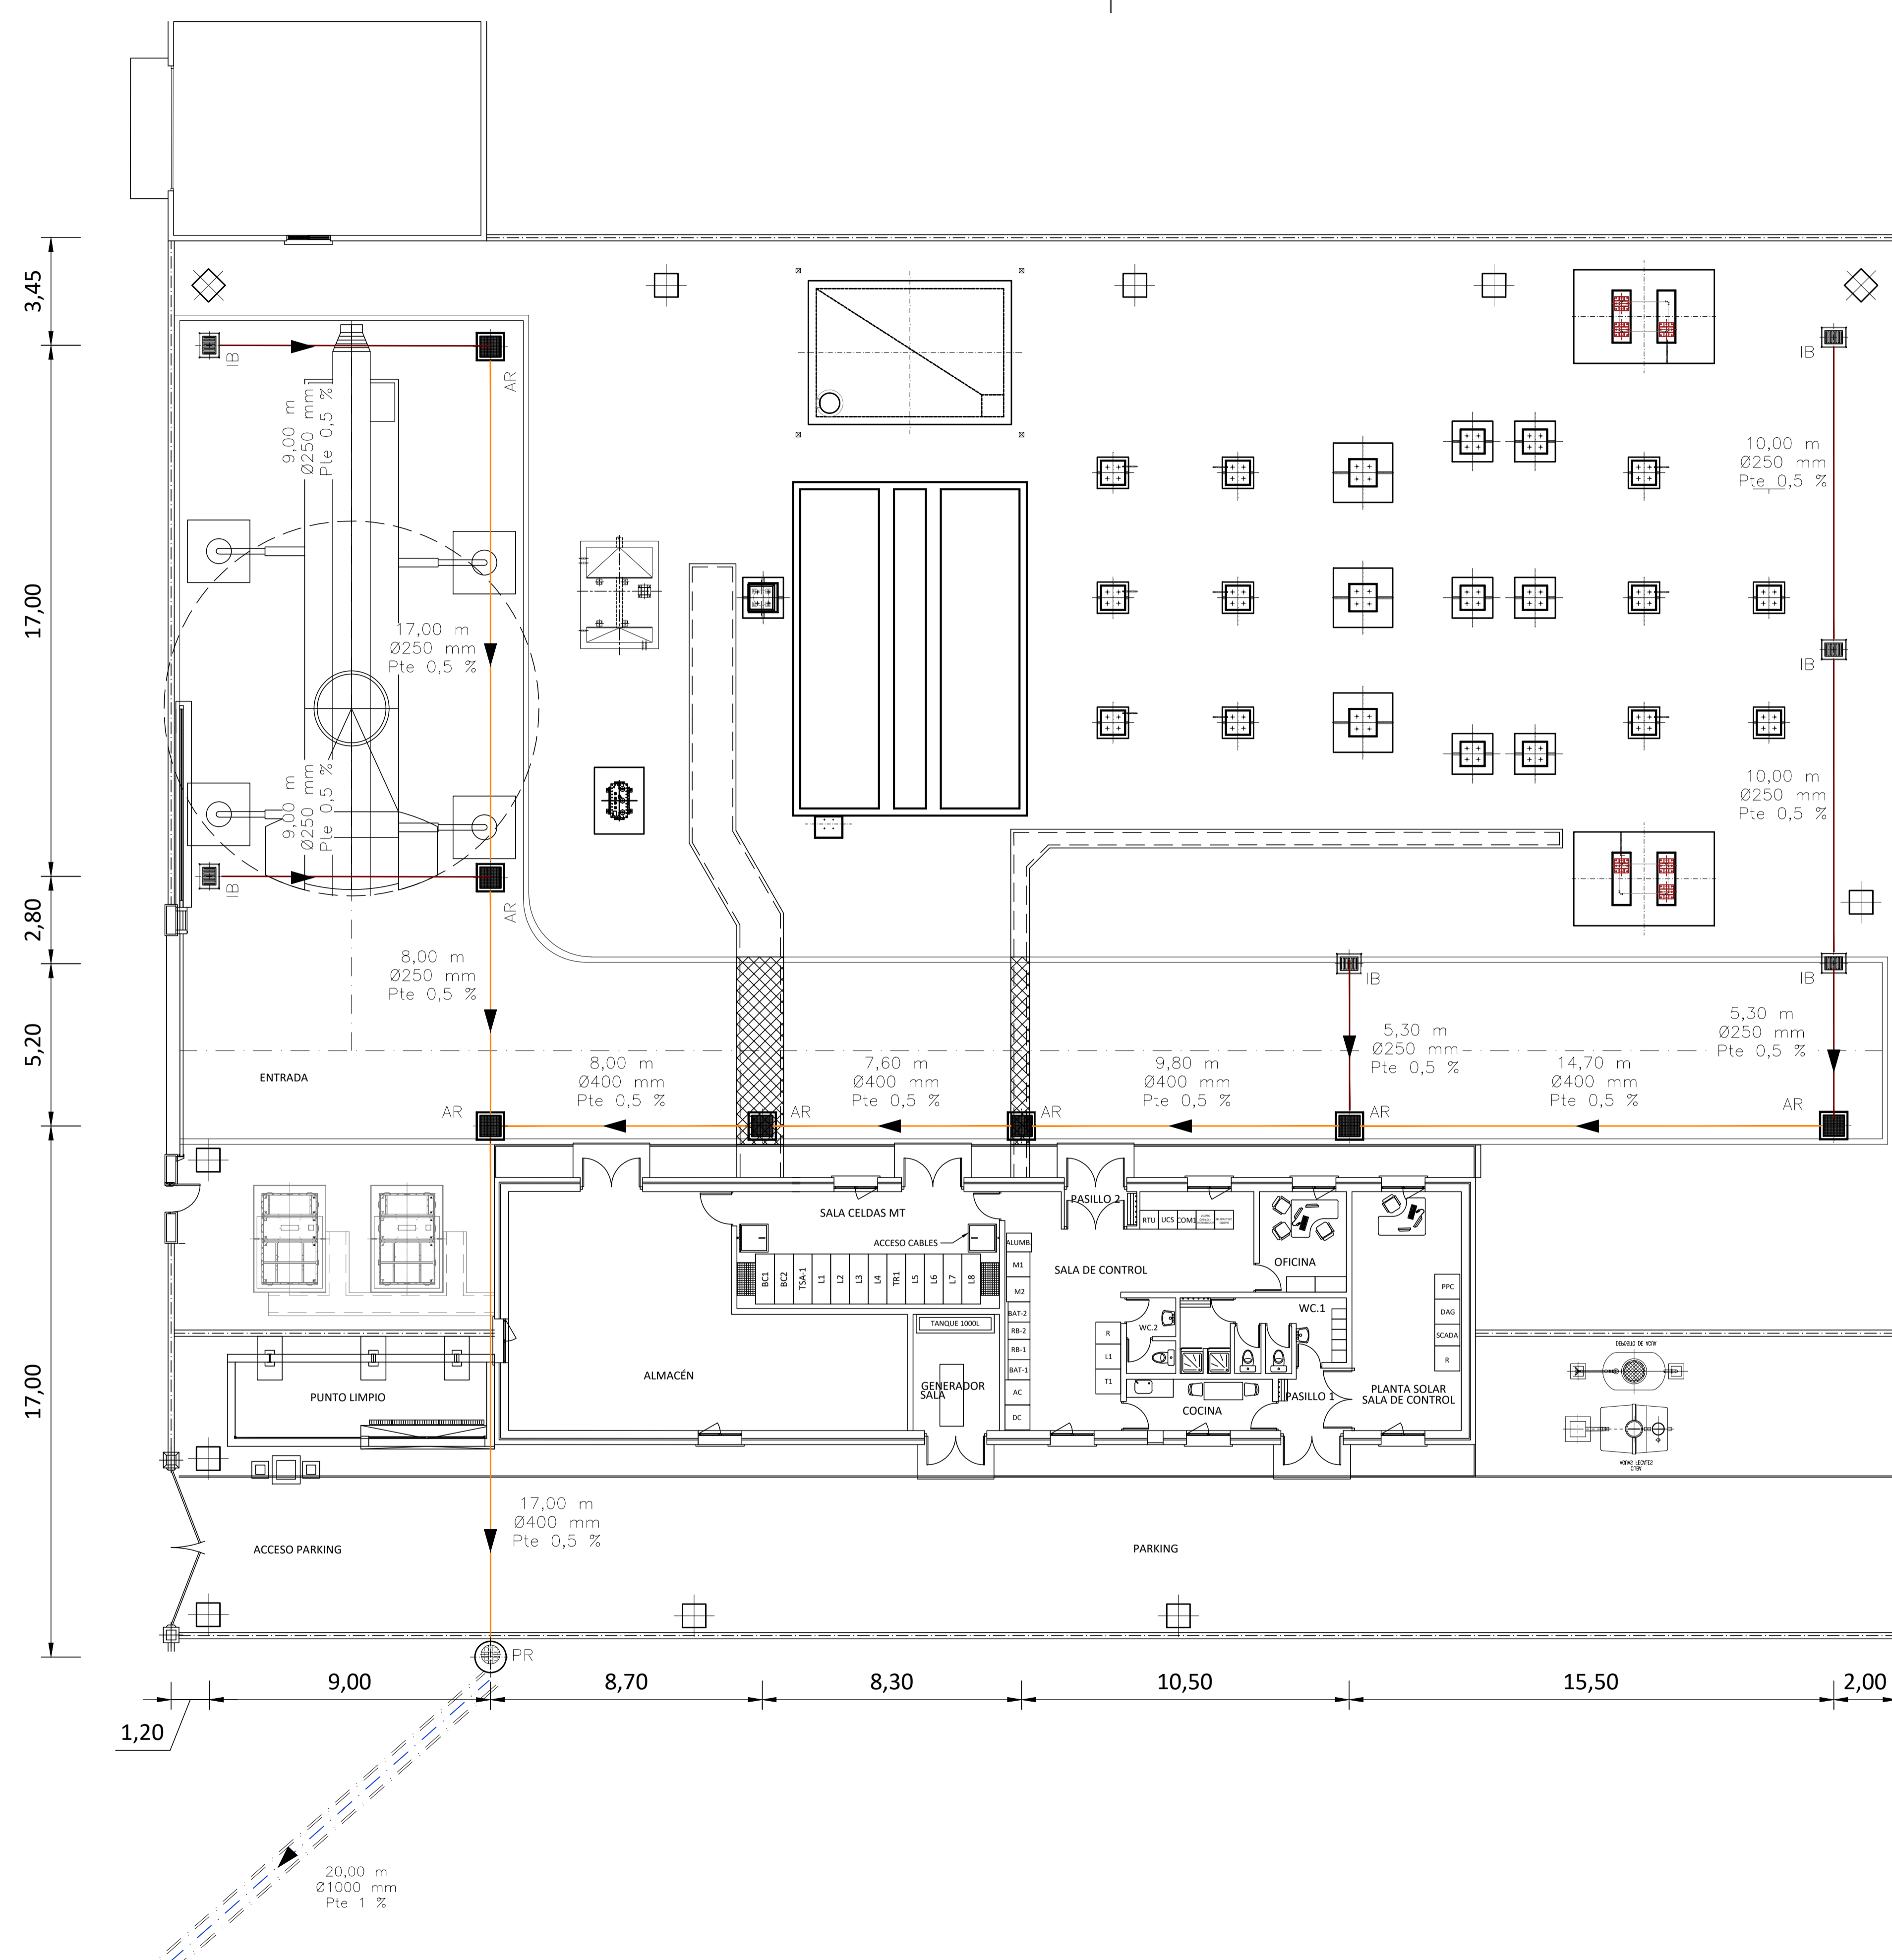 3,45
17,00
2,80
5,20
17,00
IB
AR
9,00 m
Ø250 mm
Pte 0,5 %
IB
10,00 m
Ø250 mm
Pte 0,5 %
17,00 m
Ø250 mm
Pte 0,5 %
IB
9,00 m
Ø250 mm
Pte 0,5 %
10,00 m
Ø250 mm
Pte 0,5 %
IB
AR
8,00 m
Ø250 mm
Pte 0,5 %
IB
IB
5,30 m
Ø250 mm
Pte 0,5 %
5,30 m
Ø250 mm
Pte 0,5 %
ENTRADA
8,00 m
Ø400 mm
Pte 0,5 %
7,60 m
Ø400 mm
Pte 0,5 %
9,80 m
Ø400 mm
Pte 0,5 %
14,70 m
Ø400 mm
Pte 0,5 %
AR
AR
AR
AR
AR
PASILLO 2
SALA CELDAS MT
RTU
UCS
COM1
ACCESO CABLES
ALUMB.
OFICINA
SALA DE CONTROL
BC1
BC2
TSA-1
L1
L2
L3
L4
TR1
L5
L6
L7
L8
M1
M2
BAT-2
RB-2
RB-1
BAT-1
AC
DC
PPC
DAG
SCADA
R
WC.1
WC.2
TANQUE 1000L
R
L1
T1
DEPÓSITO DE AGUA
ALMACÉN
GENERADOR
SALA
PUNTO LIMPIO
PASILLO 1
PLANTA SOLAR
SALA DE CONTROL
COCINA
AGUAS FECALES
CUBA
17,00 m
Ø400 mm
Pte 0,5 %
ACCESO PARKING
PARKING
PR
9,00
8,70
8,30
10,50
15,50
2,00
1,20
20,00 m
Ø1000 mm
Pte 1 %